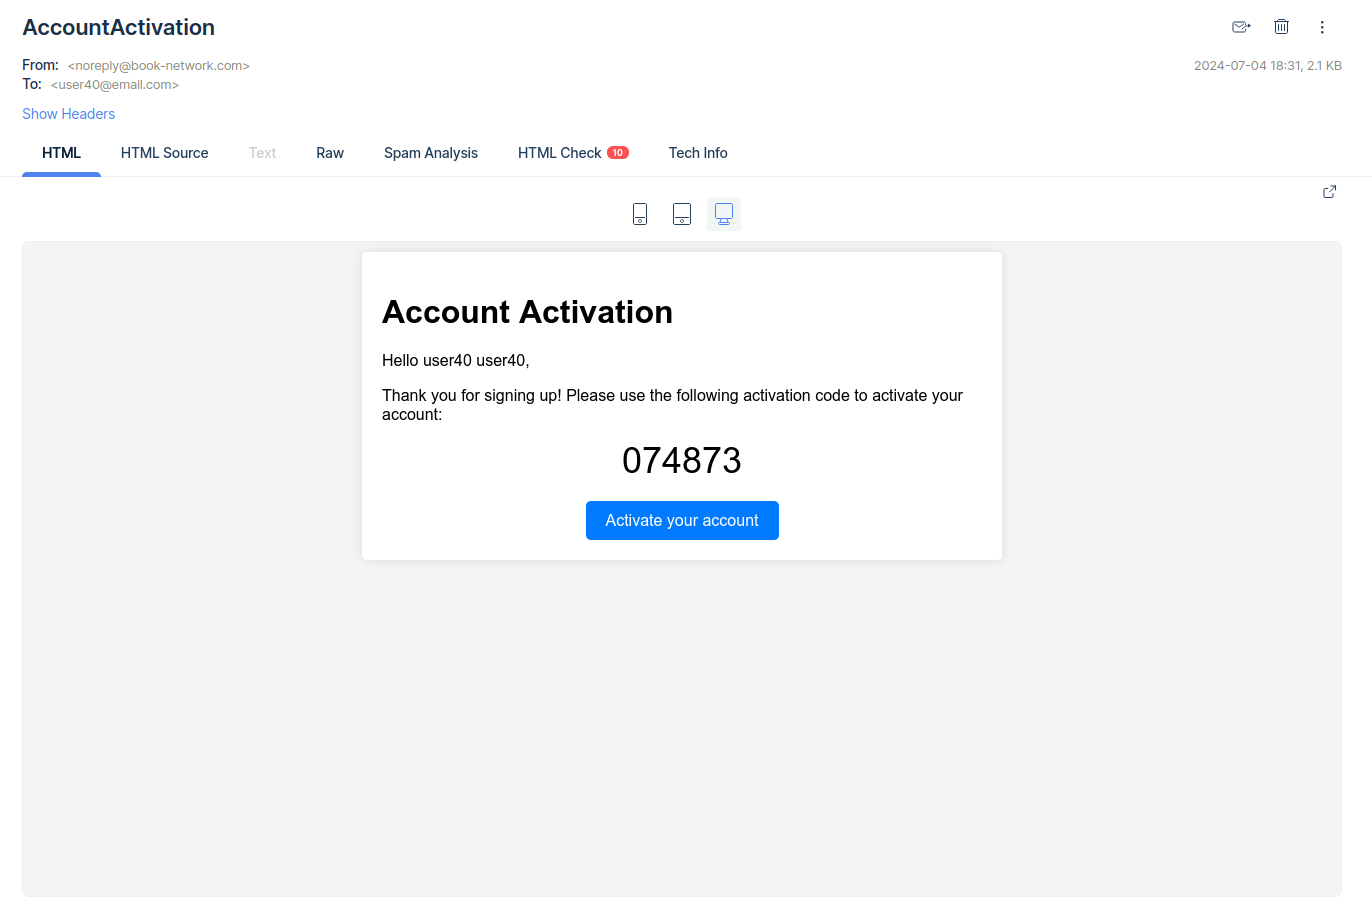 AccountActivation
From: <noreply@book-network.com>
2024-07-04 18:31, 2.1 KB
To: <user40@email.com>
Show Headers
HTML HTML Source Text Raw Spam Analysis HTML Check 10 Tech Info
Account Activation
Hello user40 user40,
Thank you for signing up! Please use the following activation code to activate your
account:
074873
Activate your account